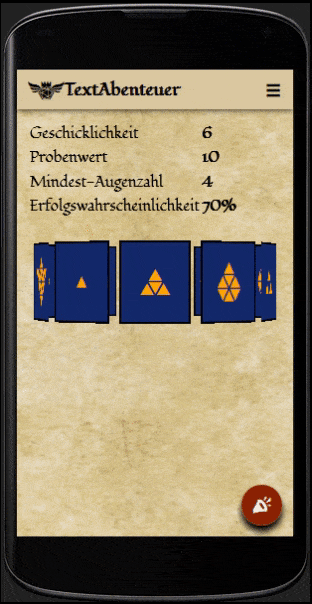 TextAbenteuer
Geschicklichkeit 6
Probenwert 10
Mindest-Augenzahl 4
Erfolgswahrscheinlichkeit 70%